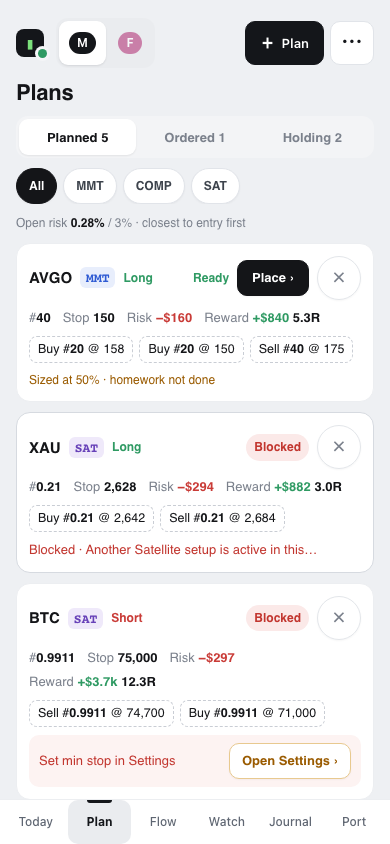 M F + Plan ...
Plans
Planned 5 Ordered 1 Holding 2
All MMT COMP SAT
Open risk 0.28% / 3% · closest to entry first
AVGO MMT Long Ready Place › ✕
#40 Stop 150 Risk −$160 Reward +$840 5.3R
Buy #20 @ 158 Buy #20 @ 150 Sell #40 @ 175
Sized at 50% · homework not done
XAU SAT Long Blocked ✕
#0.21 Stop 2,628 Risk −$294 Reward +$882 3.0R
Buy #0.21 @ 2,642 Sell #0.21 @ 2,684
Blocked · Another Satellite setup is active in this…
BTC SAT Short Blocked ✕
#0.9911 Stop 75,000 Risk −$297
Reward +$3.7k 12.3R
Sell #0.9911 @ 74,700 Buy #0.9911 @ 71,000
Set min stop in Settings Open Settings ›
Today Plan Flow Watch Journal Port